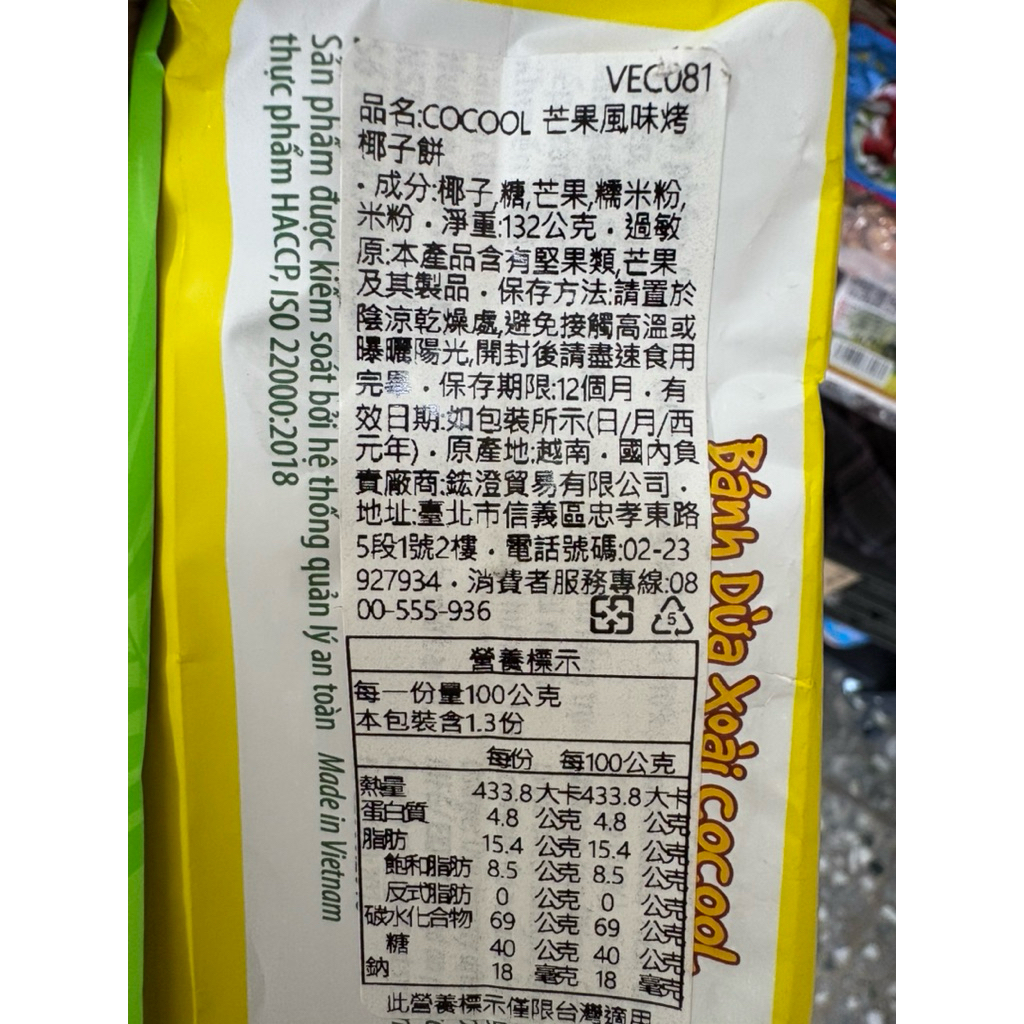 VEC081
品名:COCOOL 芒果風味烤
椰子餅
・成分:椰子,糖,芒果,糯米粉,
米粉・淨重:132公克・過敏
原:本產品含有堅果類,芒果
及其製品・保存方法:請置於
陰涼乾燥處,避免接觸高溫或
曝曬陽光,開封後請盡速食用
完畢・保存期限:12個月・有
效日期:如包裝所示(日/月/西
元年)・原產地:越南・國內負
責廠商:鋐澄貿易有限公司・
地址:臺北市信義區忠孝東路
5段1號2樓・電話號碼:02-23
927934・消費者服務專線:08
00-555-936
5
營養標示
每一份量100公克
本包裝含1.3份
每份 每100公克
熱量 433.8大卡433.8大卡
蛋白質 4.8 公克 4.8 公克
脂肪 15.4 公克 15.4 公克
飽和脂肪 8.5 公克 8.5 公克
反式脂肪 0 公克 0 公克
碳水化合物 69 公克 69 公克
糖 40 公克 40 公克
鈉 18 毫克 18 毫克
此營養標示僅限台灣適用
Sản phẩm được kiểm soát bởi hệ thống quản lý an toàn
thực phẩm HACCP, ISO 22000:2018
Made in Vietnam
Bánh Dừa Xoài Cocool